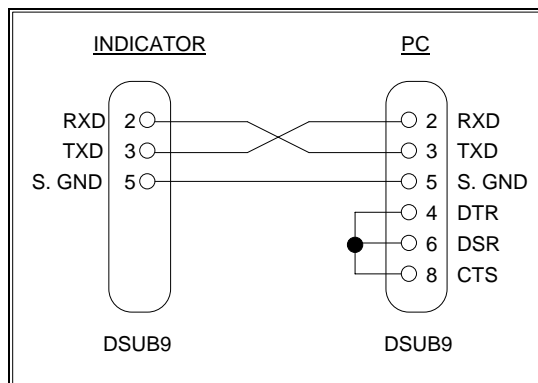 INDICATOR PC
RXD 2 2 RXD
TXD 3 3 TXD
S. GND 5 5 S. GND
4 DTR
6 DSR
8 CTS
DSUB9 DSUB9